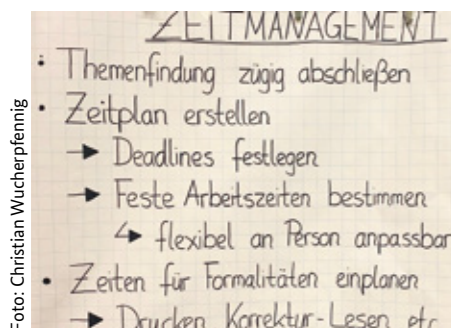 ZEITMANAGEMENT
• Themenfindung zügig abschließen
• Zeitplan erstellen
→ Deadlines festlegen
→ Feste Arbeitszeiten bestimmen
↳ flexibel an Person anpassbar
• Zeiten für Formalitäten einplanen
→ Drucken, Korrektur-Lesen, etc.
Foto: Christian Wucherpfennig